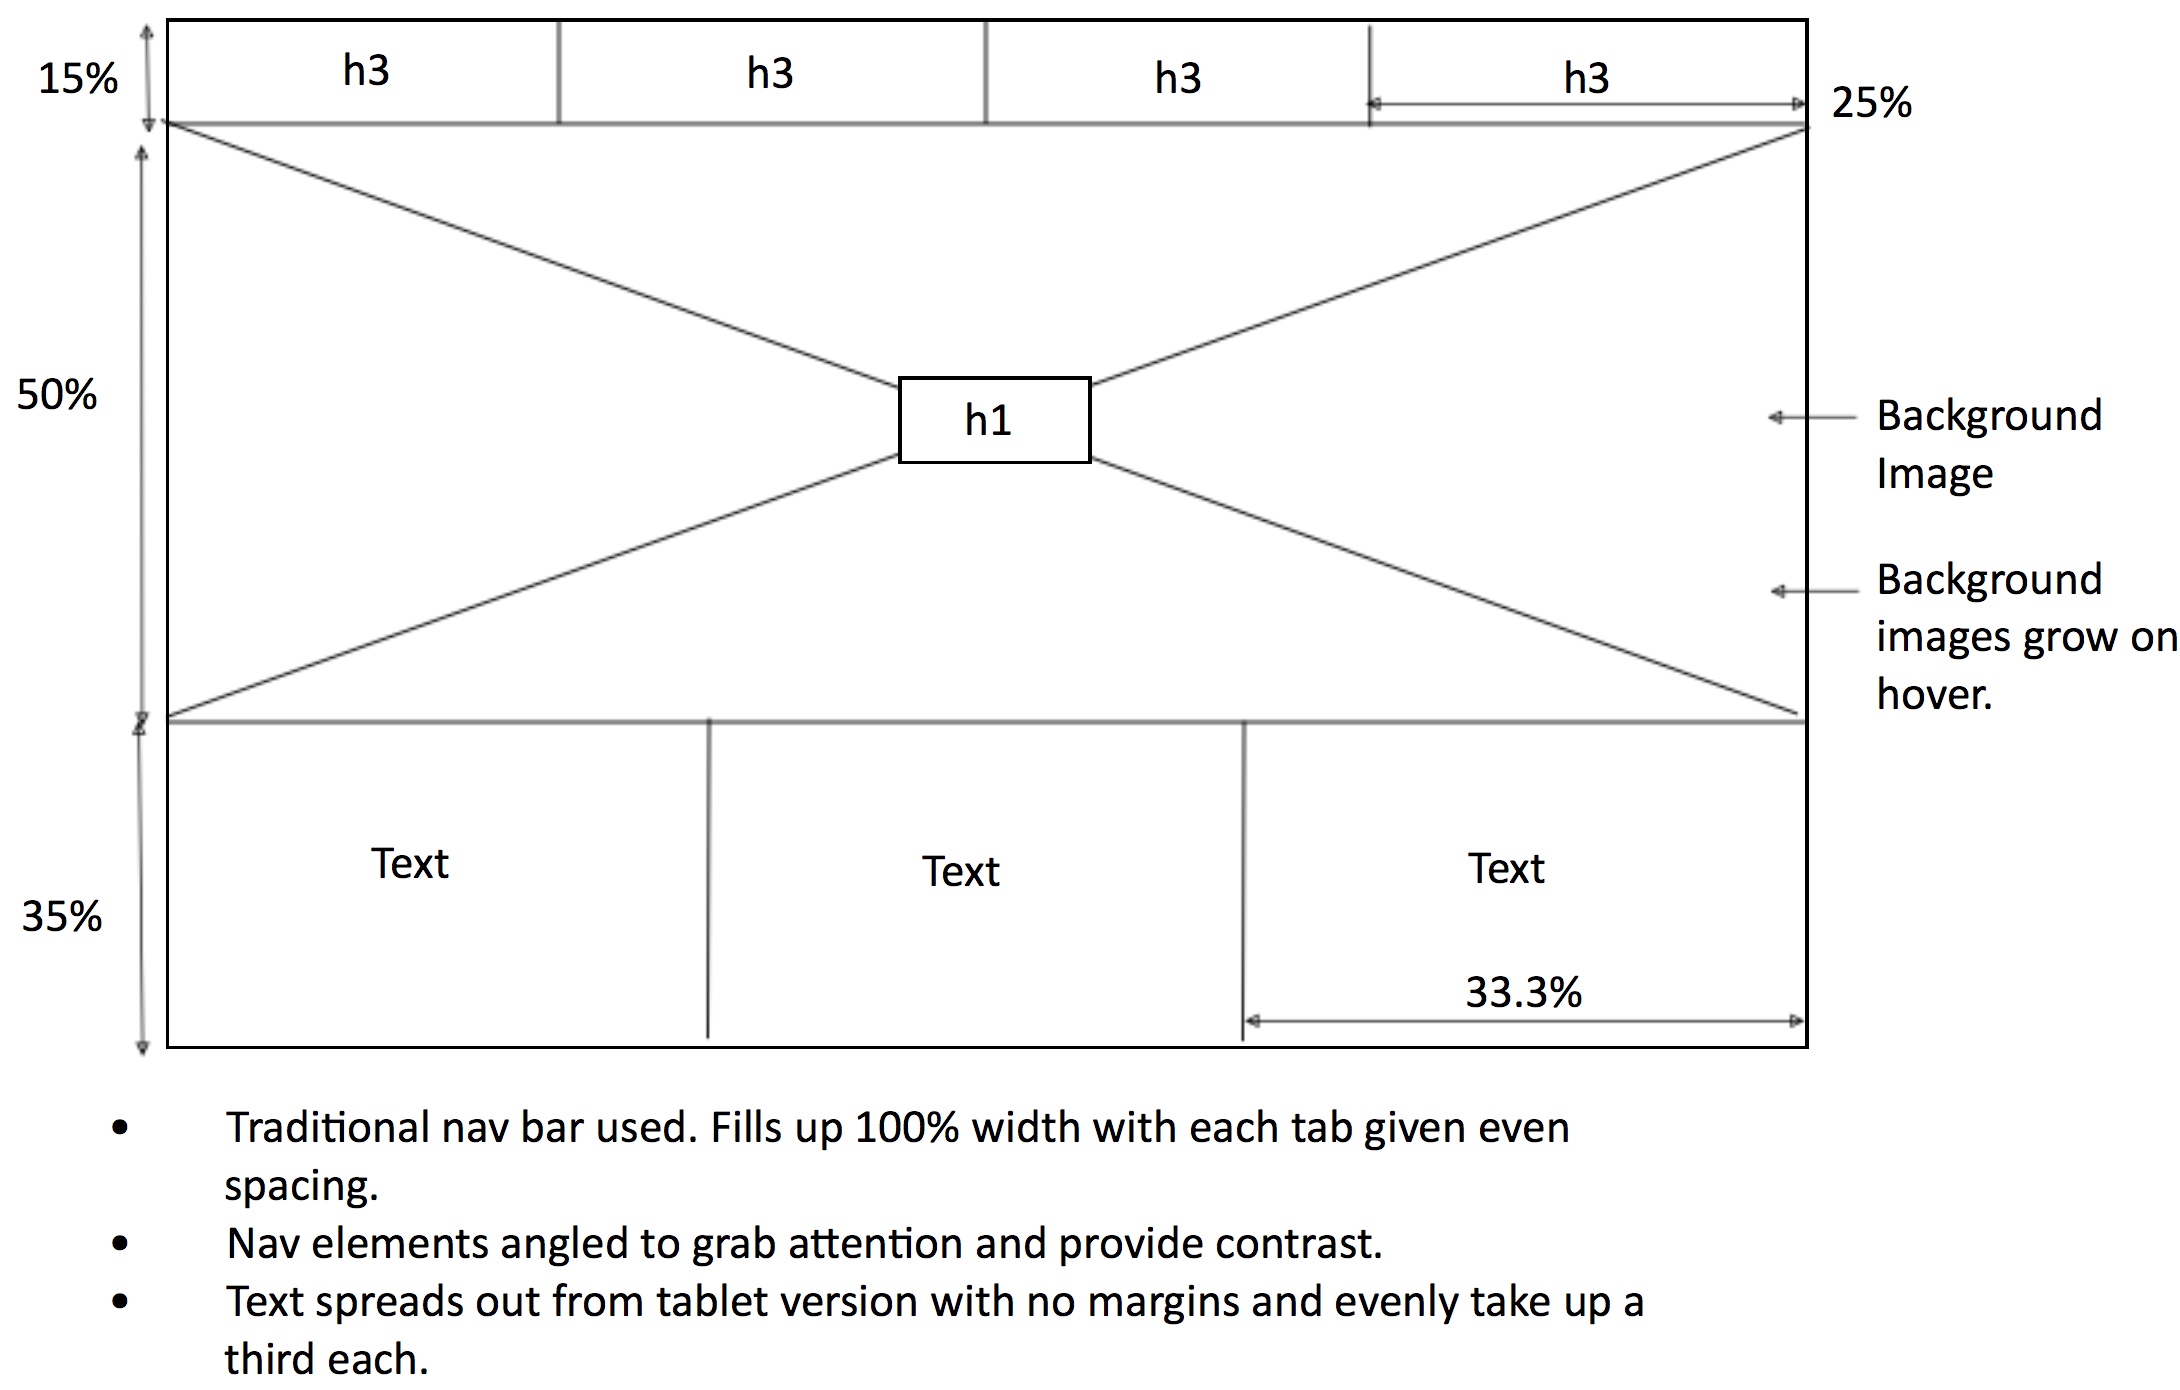 h3 h3 h3 h3
15%
25%
50%
h1
Background
Image
Background
images grow on
hover.
Text Text Text
35%
33.3%
• Traditional nav bar used. Fills up 100% width with each tab given even
spacing.
• Nav elements angled to grab attention and provide contrast.
• Text spreads out from tablet version with no margins and evenly take up a
third each.